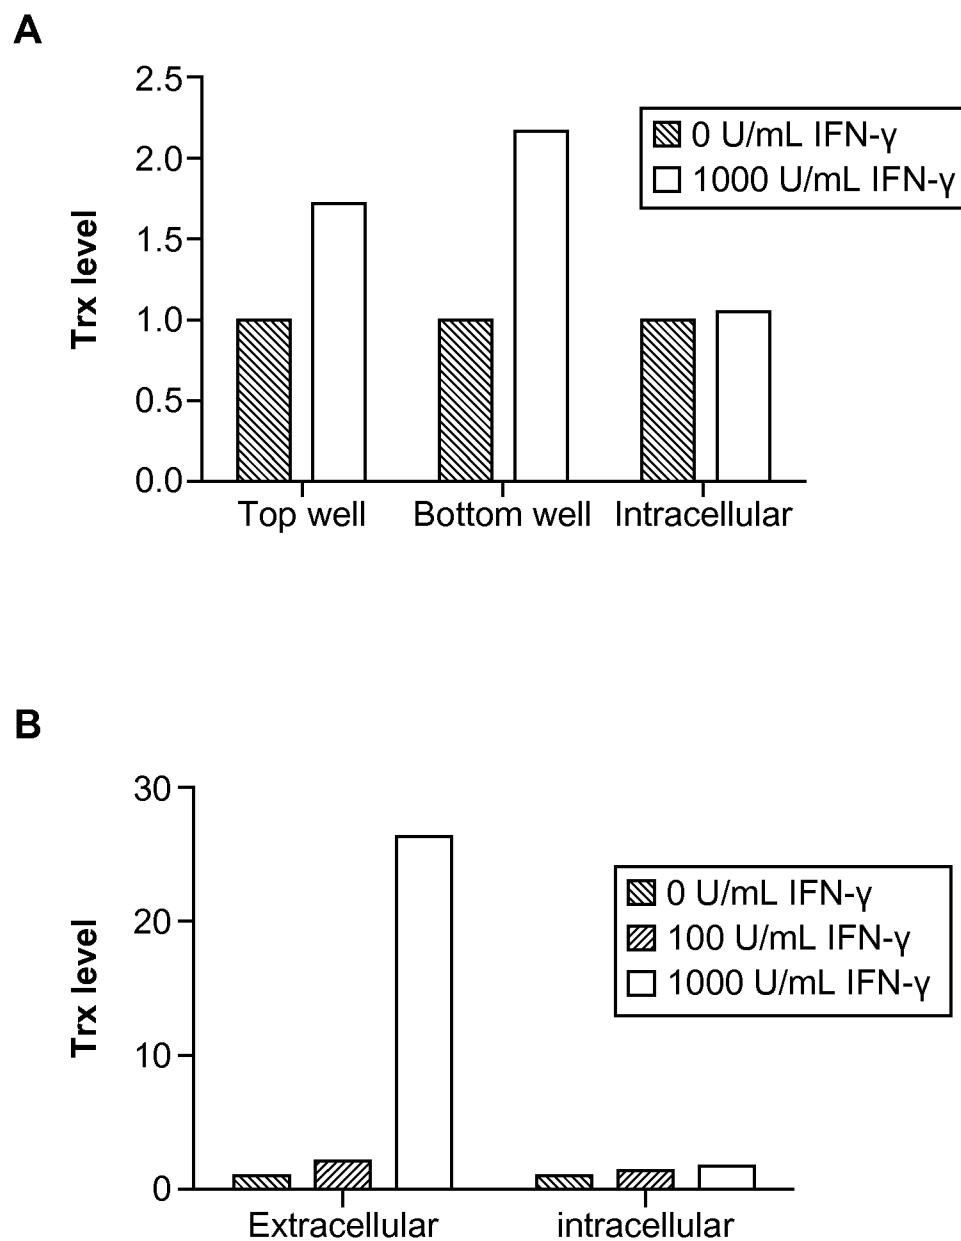 A
2.5
2.0
1.5
1.0
0.5
0.0
Trx level
0 U/mL IFN-γ
1000 U/mL IFN-γ
Top well
Bottom well
Intracellular
B
30
20
10
0
Trx level
0 U/mL IFN-γ
100 U/mL IFN-γ
1000 U/mL IFN-γ
Extracellular
intracellular